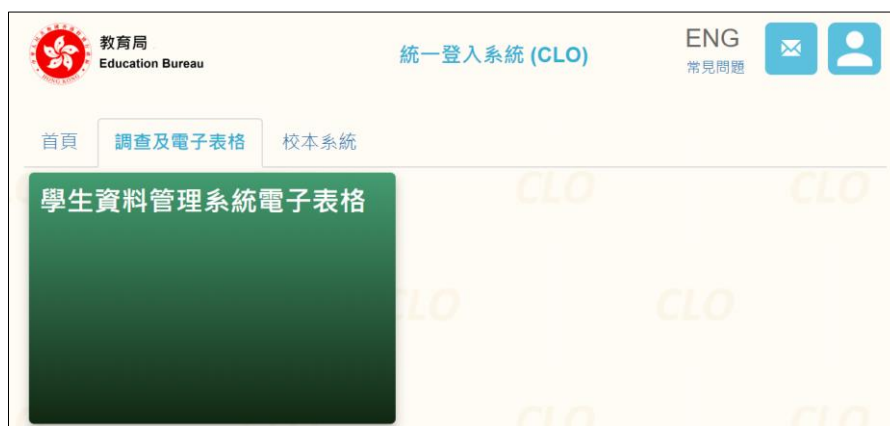 教育局
Education Bureau
統一登入系統 (CLO)
ENG
常見問題
首頁
調查及電子表格
校本系統
學生資料管理系統電子表格
CLO
CLO
CLO
CLO
CLO
CLO